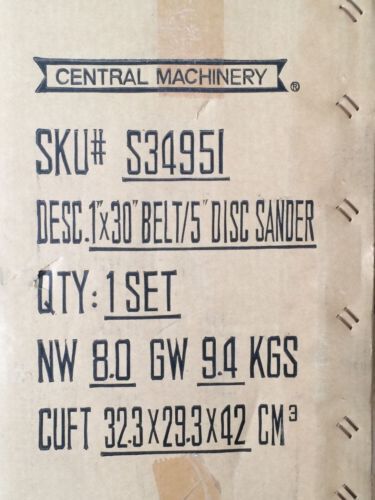 CENTRAL MACHINERY ®
SKU# S34951
DESC. 1"x30" BELT/5" DISC SANDER
QTY: 1 SET
NW 8.0 GW 9.4 KGS
CUFT 32.3X29.3X42 CM³